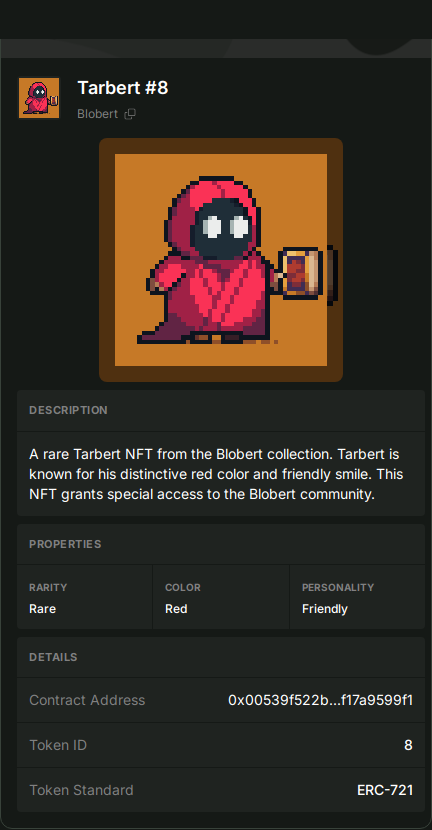 Tarbert #8
Blobert
DESCRIPTION
A rare Tarbert NFT from the Blobert collection. Tarbert is
known for his distinctive red color and friendly smile. This
NFT grants special access to the Blobert community.
PROPERTIES
RARITY COLOR PERSONALITY
Rare Red Friendly
DETAILS
Contract Address 0x00539f522b...f17a9599f1
Token ID 8
Token Standard ERC-721